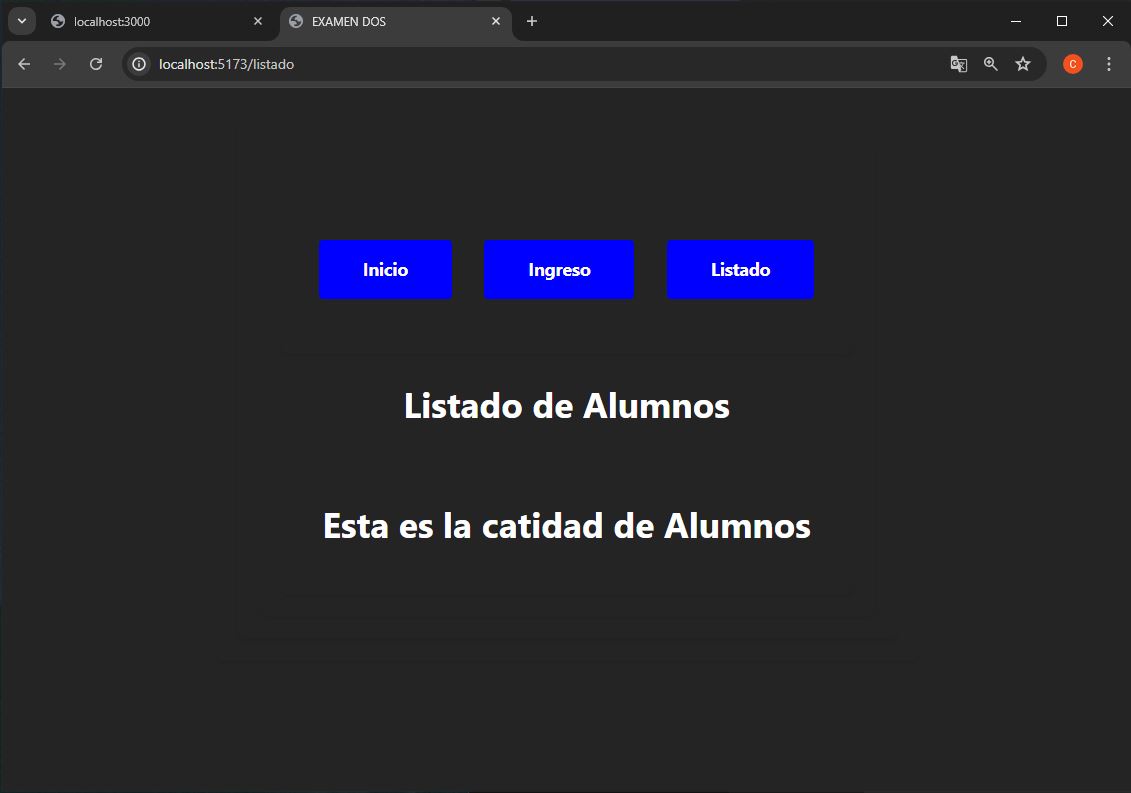 localhost:3000
EXAMEN DOS
localhost:5173/listado
C
Inicio
Ingreso
Listado
Listado de Alumnos
Esta es la catidad de Alumnos